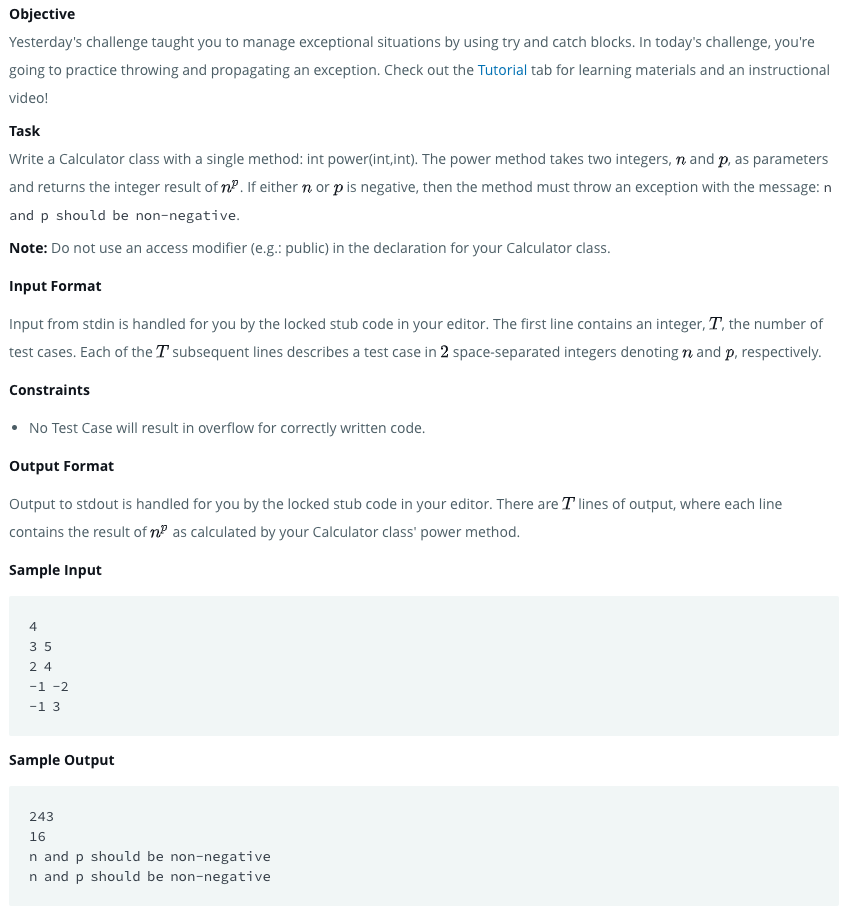 Objective
Yesterday's challenge taught you to manage exceptional situations by using try and catch blocks. In today's challenge, you're
going to practice throwing and propagating an exception. Check out the Tutorial tab for learning materials and an instructional
video!
Task
Write a Calculator class with a single method: int power(int,int). The power method takes two integers, n and p, as parameters
and returns the integer result of n^p. If either n or p is negative, then the method must throw an exception with the message: n
and p should be non-negative.
Note: Do not use an access modifier (e.g.: public) in the declaration for your Calculator class.
Input Format
Input from stdin is handled for you by the locked stub code in your editor. The first line contains an integer, T, the number of
test cases. Each of the T subsequent lines describes a test case in 2 space-separated integers denoting n and p, respectively.
Constraints
• No Test Case will result in overflow for correctly written code.
Output Format
Output to stdout is handled for you by the locked stub code in your editor. There are T lines of output, where each line
contains the result of n^p as calculated by your Calculator class' power method.
Sample Input
4
3 5
2 4
-1 -2
-1 3
Sample Output
243
16
n and p should be non-negative
n and p should be non-negative